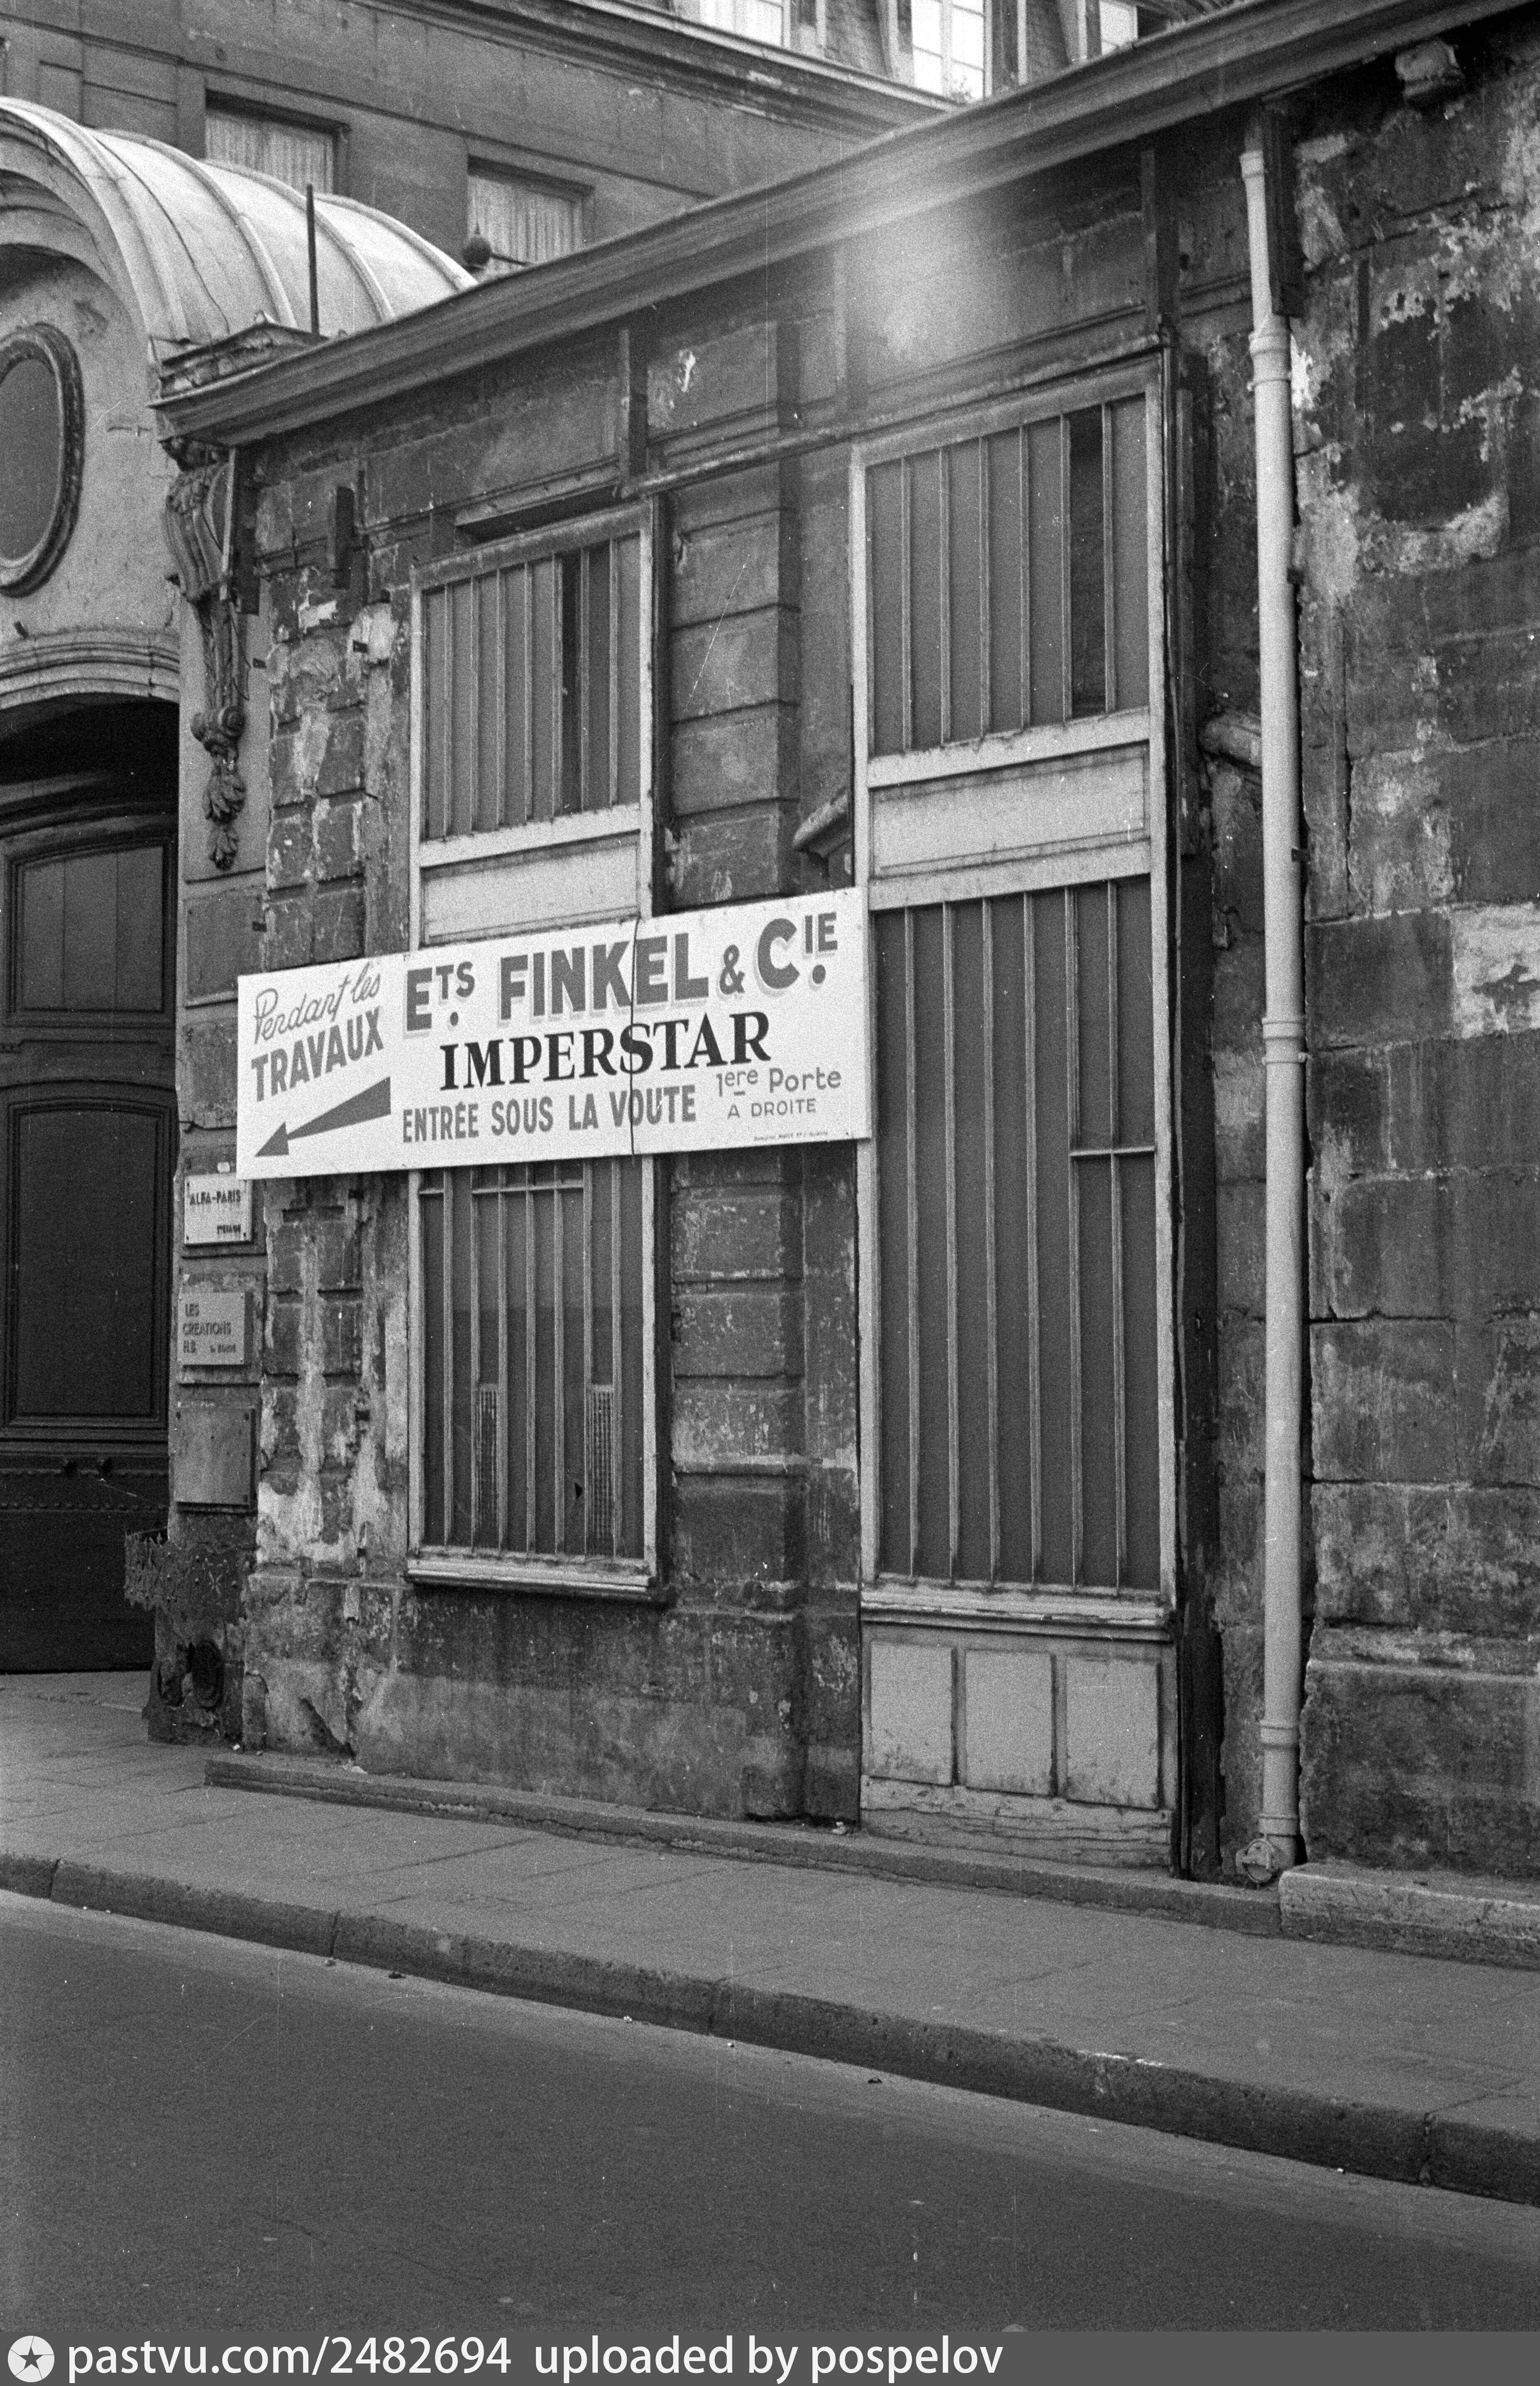 Pendant les
TRAVAUX
ETS. FINKEL & CIE.
IMPERSTAR
ENTRÉE SOUS LA VOUTE
1ere Porte
A DROITE
ALFA-PARIS
LES
CREATIONS
H.B
pastvu.com/2482694 uploaded by pospelov